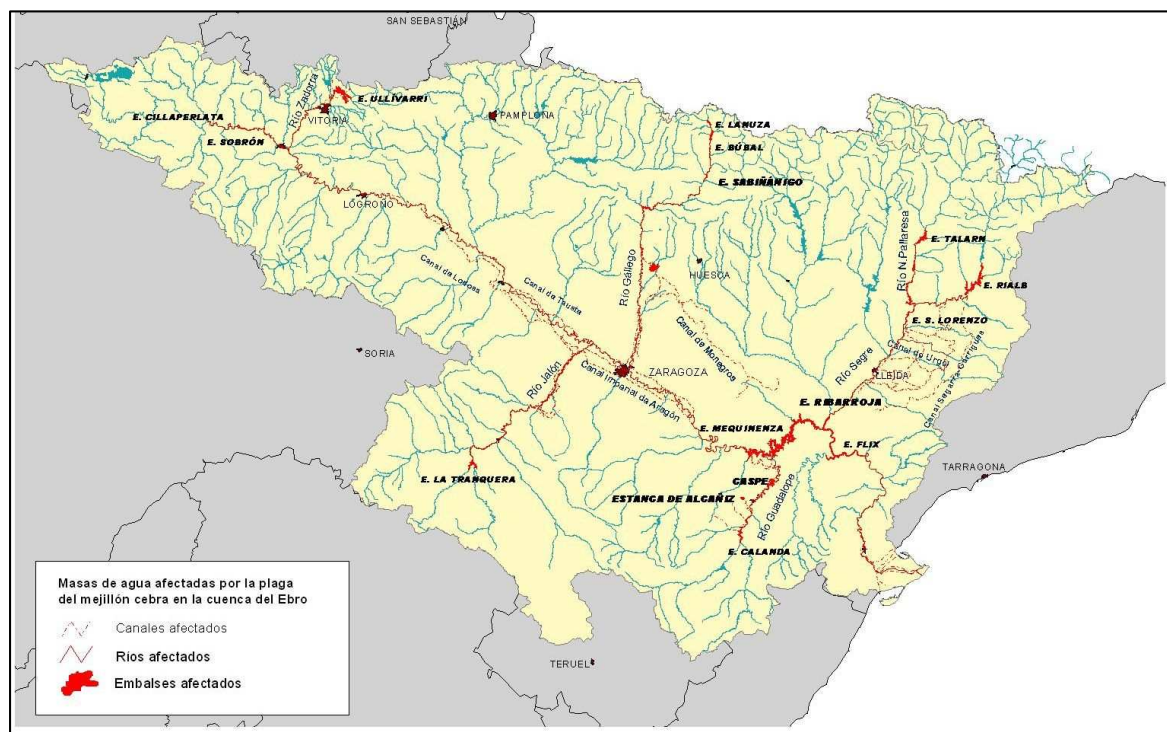 SAN SEBASTIÁN
Río Zadorra
E. ULLIVARRI
E. CILLAPERLATA
VITORIA
PAMPLONA
E. LANUZA
E. SOBRÓN
E. BÚBAL
E. SABIÑÁNIGO
LOGROÑO
Río N.Pallaresa
E. TALARN
Río Gállego
HUESCA
Canal de Lodosa
Canal de Tauste
E. RIALB
E. S. LORENZO
Canal de Monegros
SORIA
Canal de Urgel
Río Segre
LLEIDA
Canal Segarra-Garrigues
Río Jalón
ZARAGOZA
Canal Imperial de Aragón
E. RIBARROJA
E. MEQUINENZA
E. FLIX
TARRAGONA
E. LA TRANQUERA
CASPE
ESTANCA DE ALCAÑIZ
Río Guadalope
E. CALANDA
TERUEL
Masas de agua afectadas por la plaga
del mejillón cebra en la cuenca del Ebro
Canales afectados
Ríos afectados
Embalses afectados